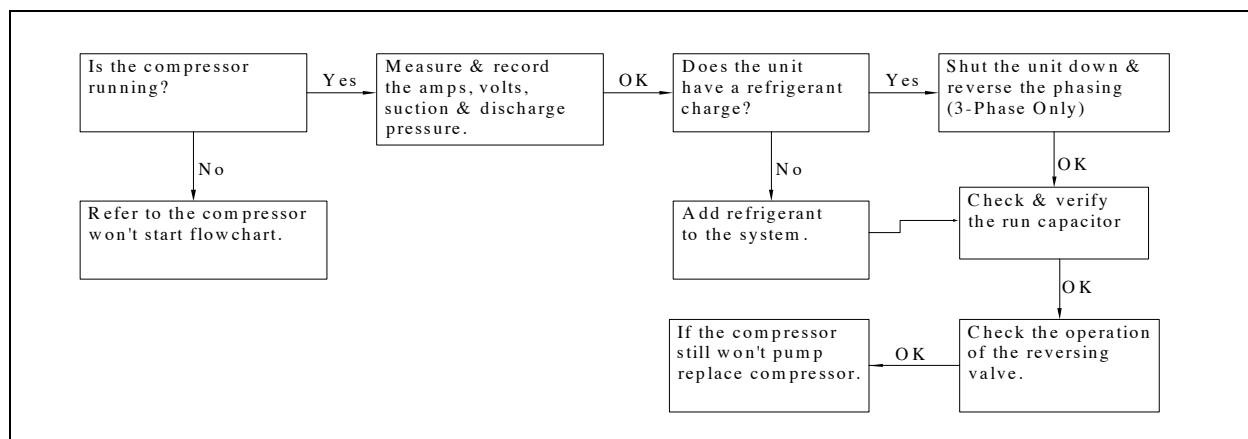 Is the compressor
running?
Yes
Measure & record
the amps, volts,
suction & discharge
pressure.
OK
Does the unit
have a refrigerant
charge?
Yes
Shut the unit down &
reverse the phasing
(3-Phase Only)
No
No
OK
Refer to the compressor
won't start flowchart.
Add refrigerant
to the system.
Check & verify
the run capacitor
OK
If the compressor
still won't pump
replace compressor.
OK
Check the operation
of the reversing
valve.